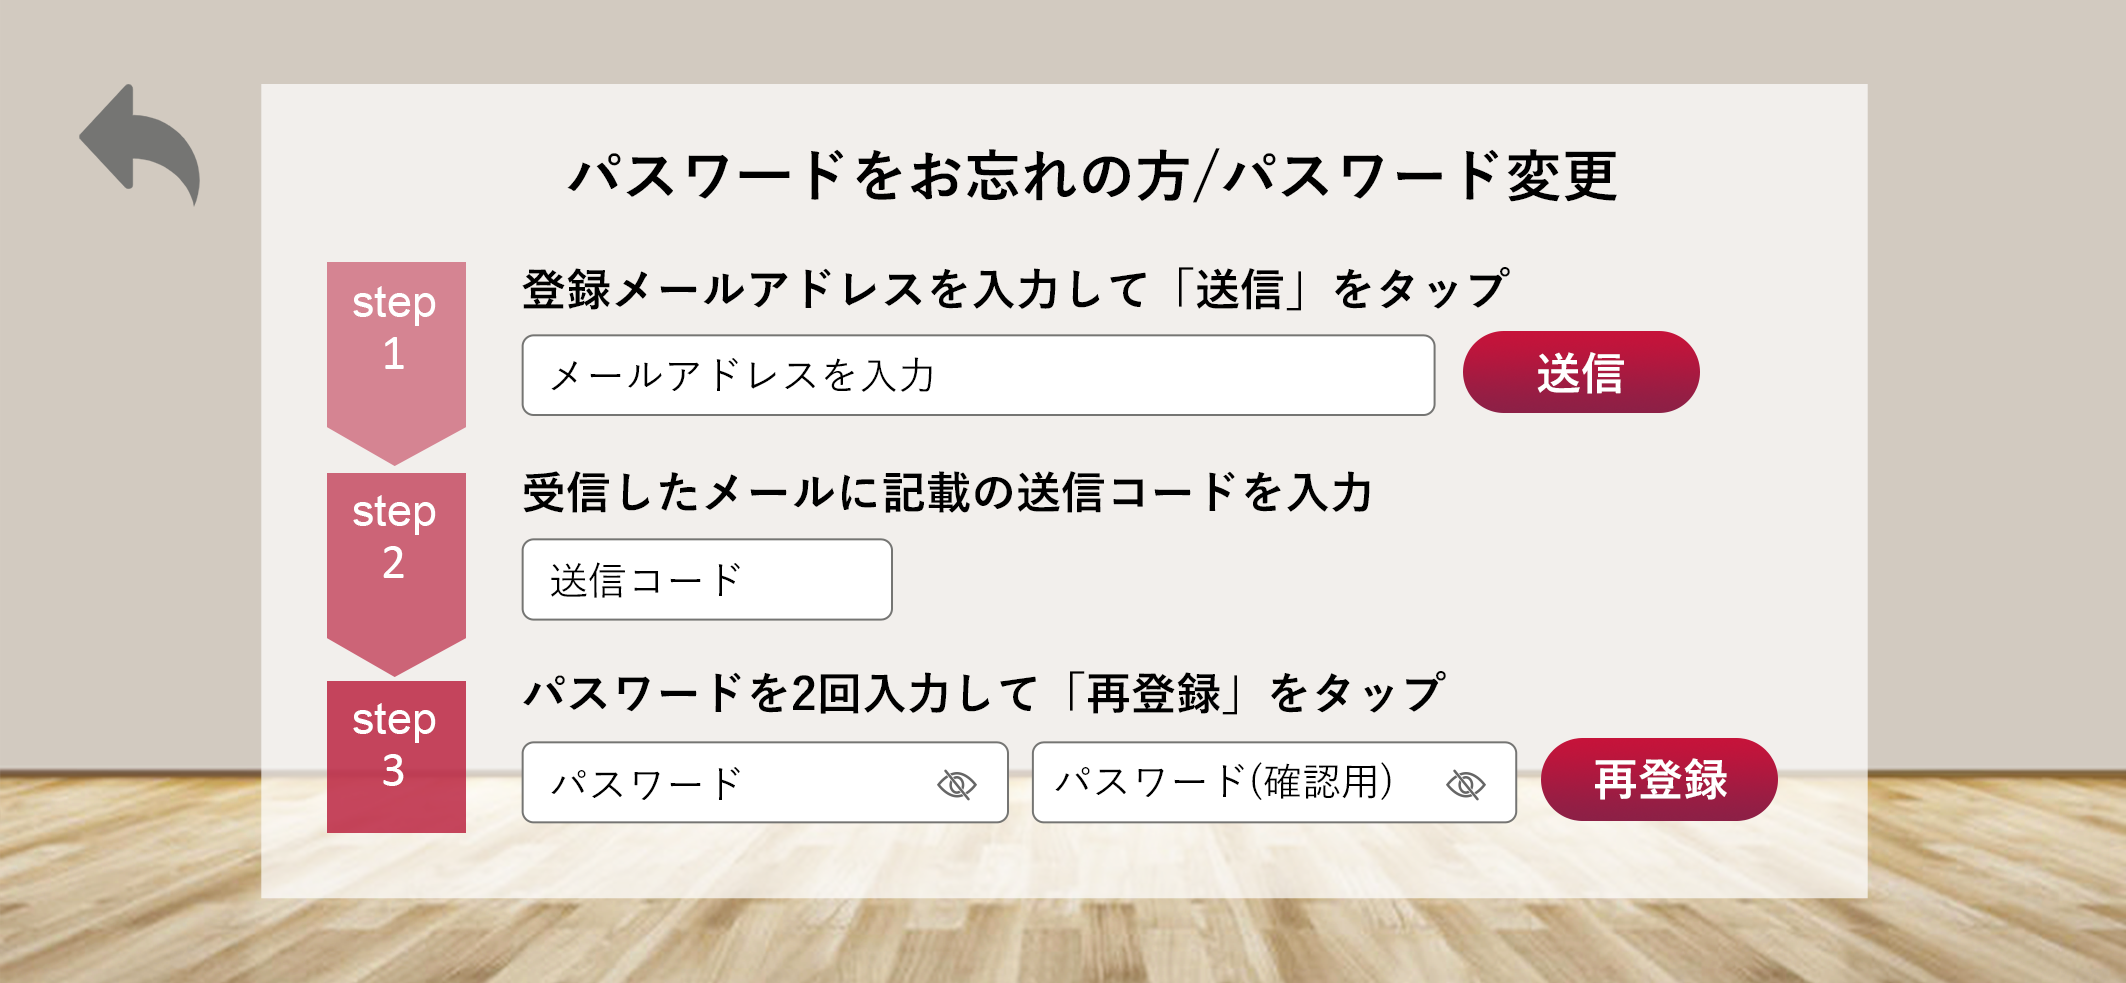 パスワードをお忘れの方/パスワード変更
step
1
登録メールアドレスを入力して「送信」をタップ
メールアドレスを入力
送信
step
2
受信したメールに記載の送信コードを入力
送信コード
step
3
パスワードを2回入力して「再登録」をタップ
パスワード
パスワード(確認用)
再登録